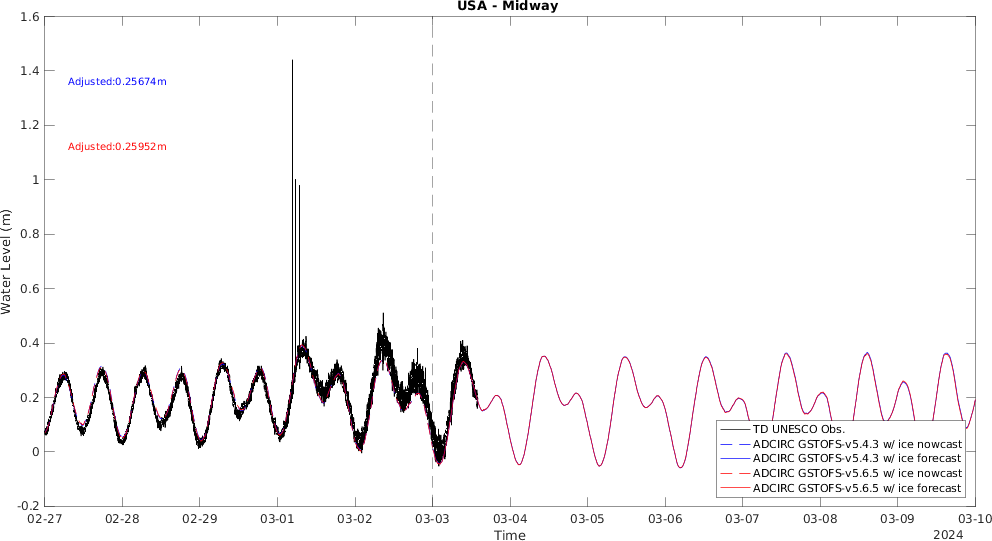 USA - Midway
1.6
1.4
1.2
1
0.8
0.6
0.4
0.2
0
-0.2
Water Level (m)
Adjusted:0.25674m
Adjusted:0.25952m
TD UNESCO Obs.
ADCIRC GSTOFS-v5.4.3 w/ ice nowcast
ADCIRC GSTOFS-v5.4.3 w/ ice forecast
ADCIRC GSTOFS-v5.6.5 w/ ice nowcast
ADCIRC GSTOFS-v5.6.5 w/ ice forecast
02-27 02-28 02-29 03-01 03-02 03-03 03-04 03-05 03-06 03-07 03-08 03-09 03-10
Time
2024